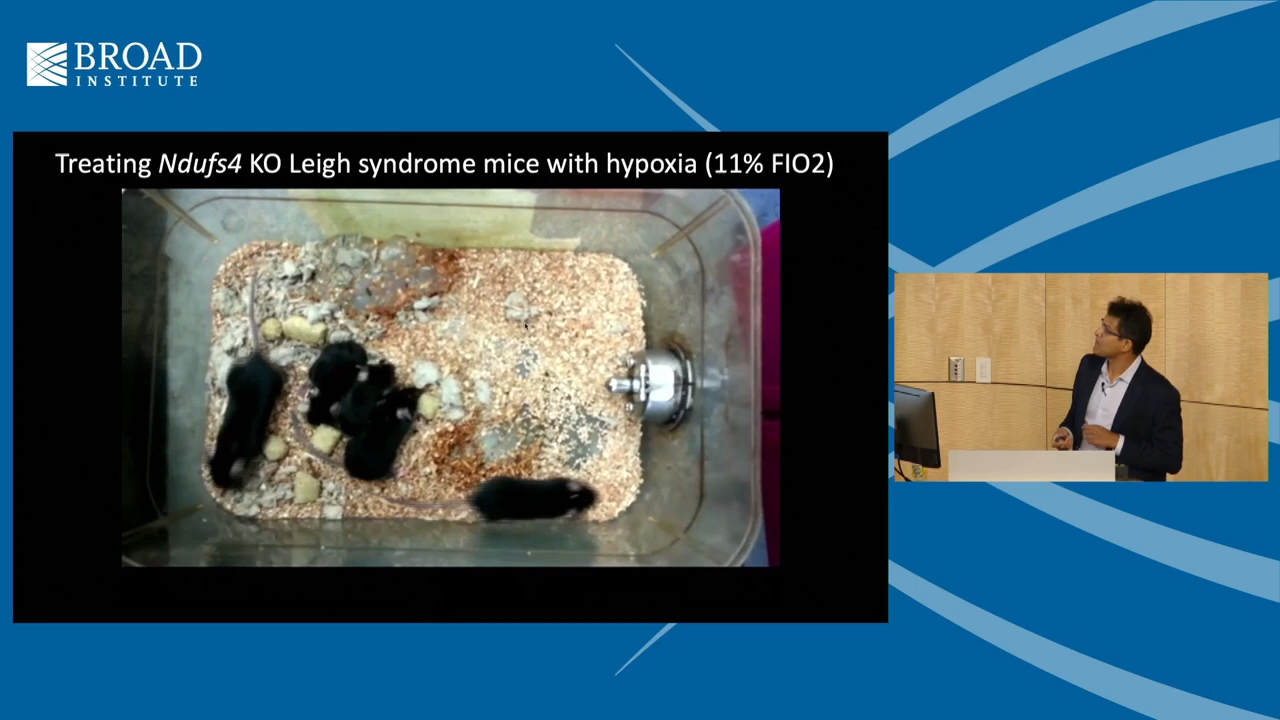 BROAD
INSTITUTE
Treating Ndufs4 KO Leigh syndrome mice with hypoxia (11% FIO2)